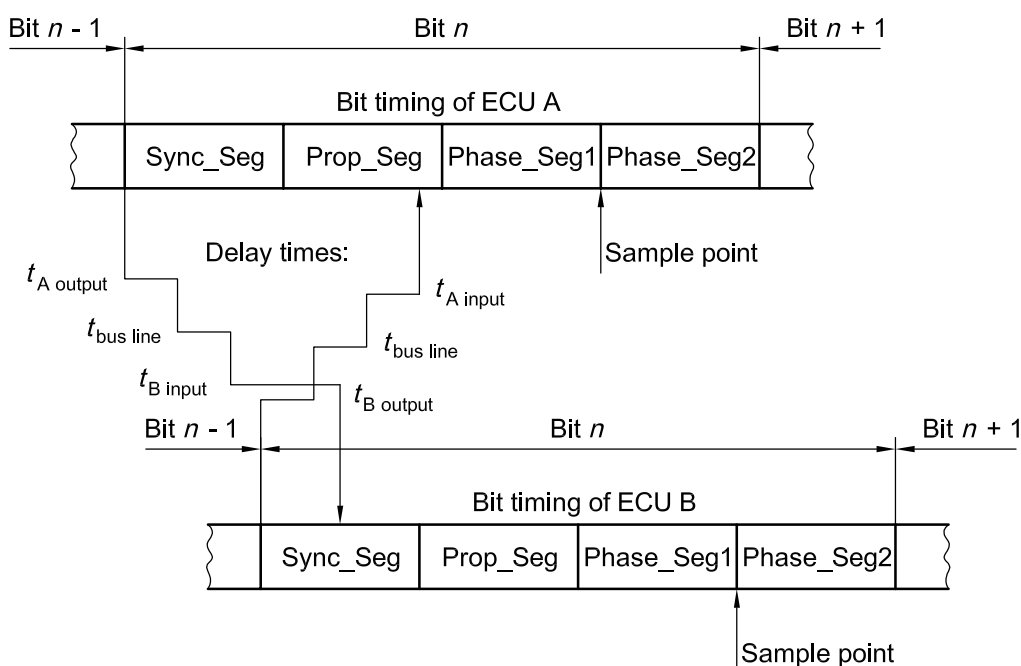 Bit n - 1 Bit n Bit n + 1
Bit timing of ECU A
Sync_Seg Prop_Seg Phase_Seg1 Phase_Seg2
Delay times: Sample point
t A output t A input
t bus line t bus line
t B input t B output
Bit n - 1 Bit n Bit n + 1
Bit timing of ECU B
Sync_Seg Prop_Seg Phase_Seg1 Phase_Seg2
Sample point